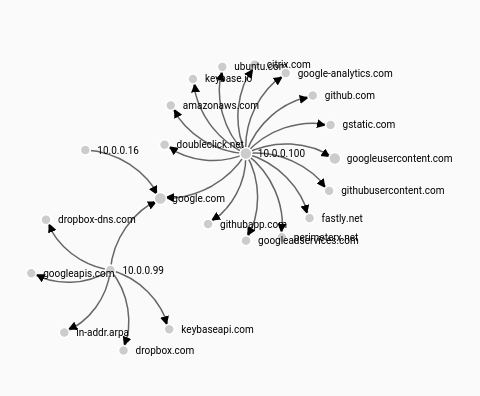 ubuntu.com
citrix.com
google-analytics.com
keybase.io
github.com
amazonaws.com
gstatic.com
doubleclick.net
10.0.0.16
10.0.0.100
googleusercontent.com
githubusercontent.com
google.com
fastly.net
dropbox-dns.com
githubapp.com
googleadservices.com
perimeterx.net
googleapis.com
10.0.0.99
in-addr.arpa
keybaseapi.com
dropbox.com